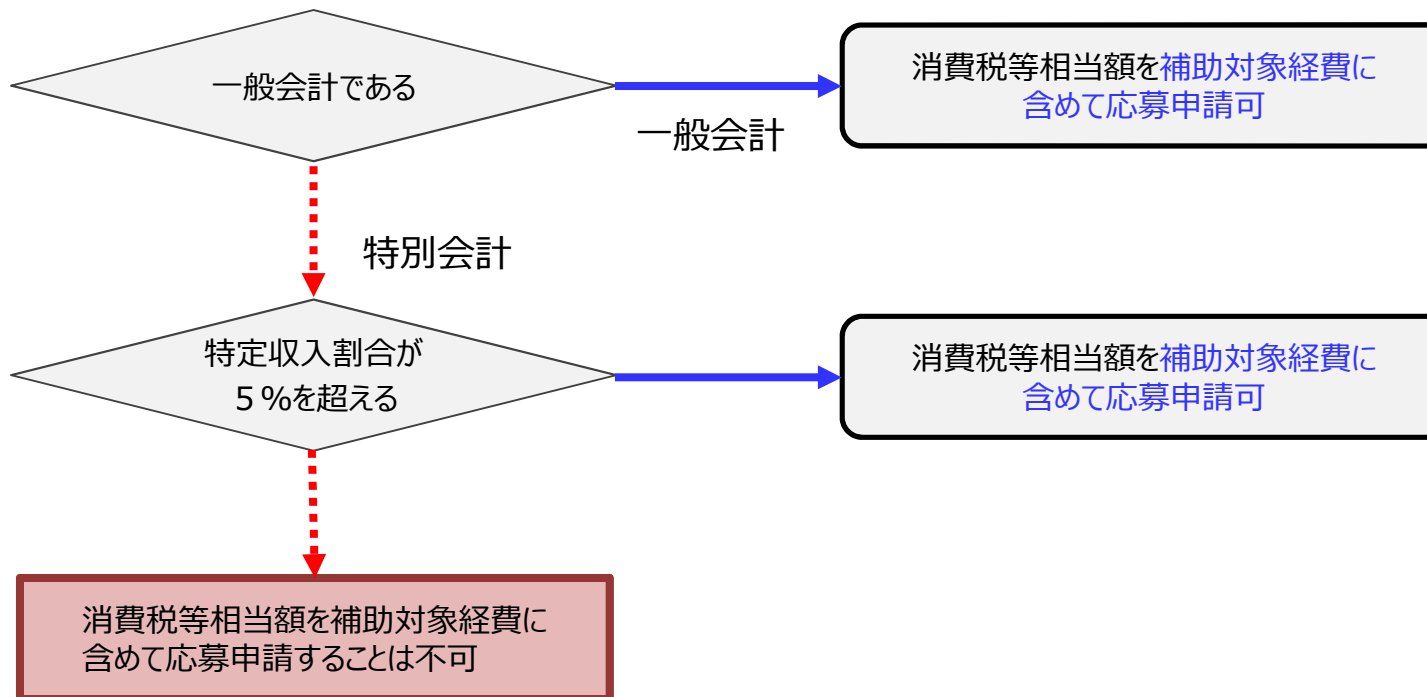 一般会計である
消費税等相当額を補助対象経費に
含めて応募申請可
一般会計
特別会計
特定収入割合が
５%を超える
消費税等相当額を補助対象経費に
含めて応募申請可
消費税等相当額を補助対象経費に
含めて応募申請することは不可